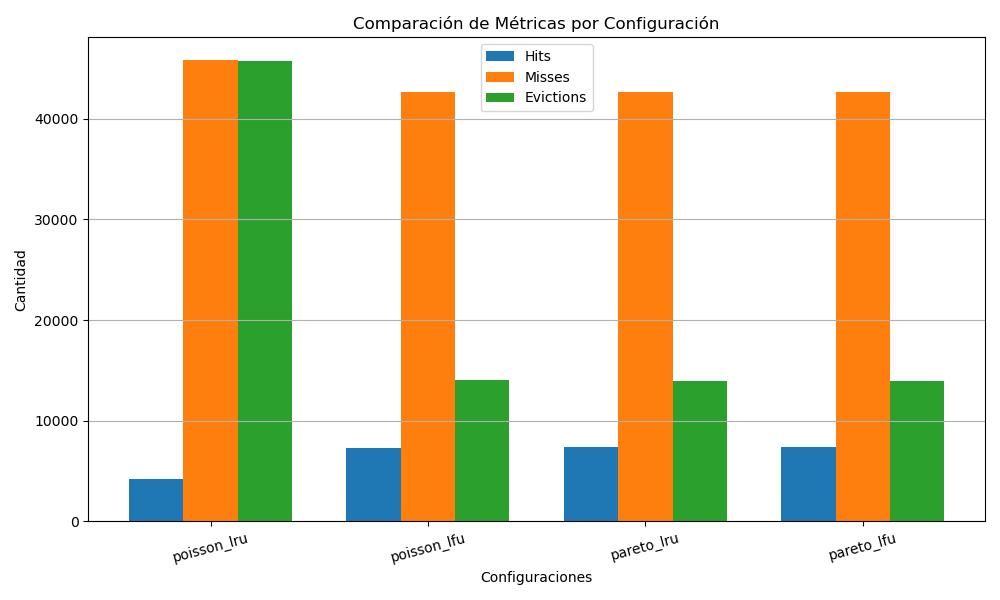 Comparación de Métricas por Configuración
Hits
Misses
Evictions
Cantidad
40000
30000
20000
10000
0
poisson_lru
poisson_lfu
pareto_lru
pareto_lfu
Configuraciones